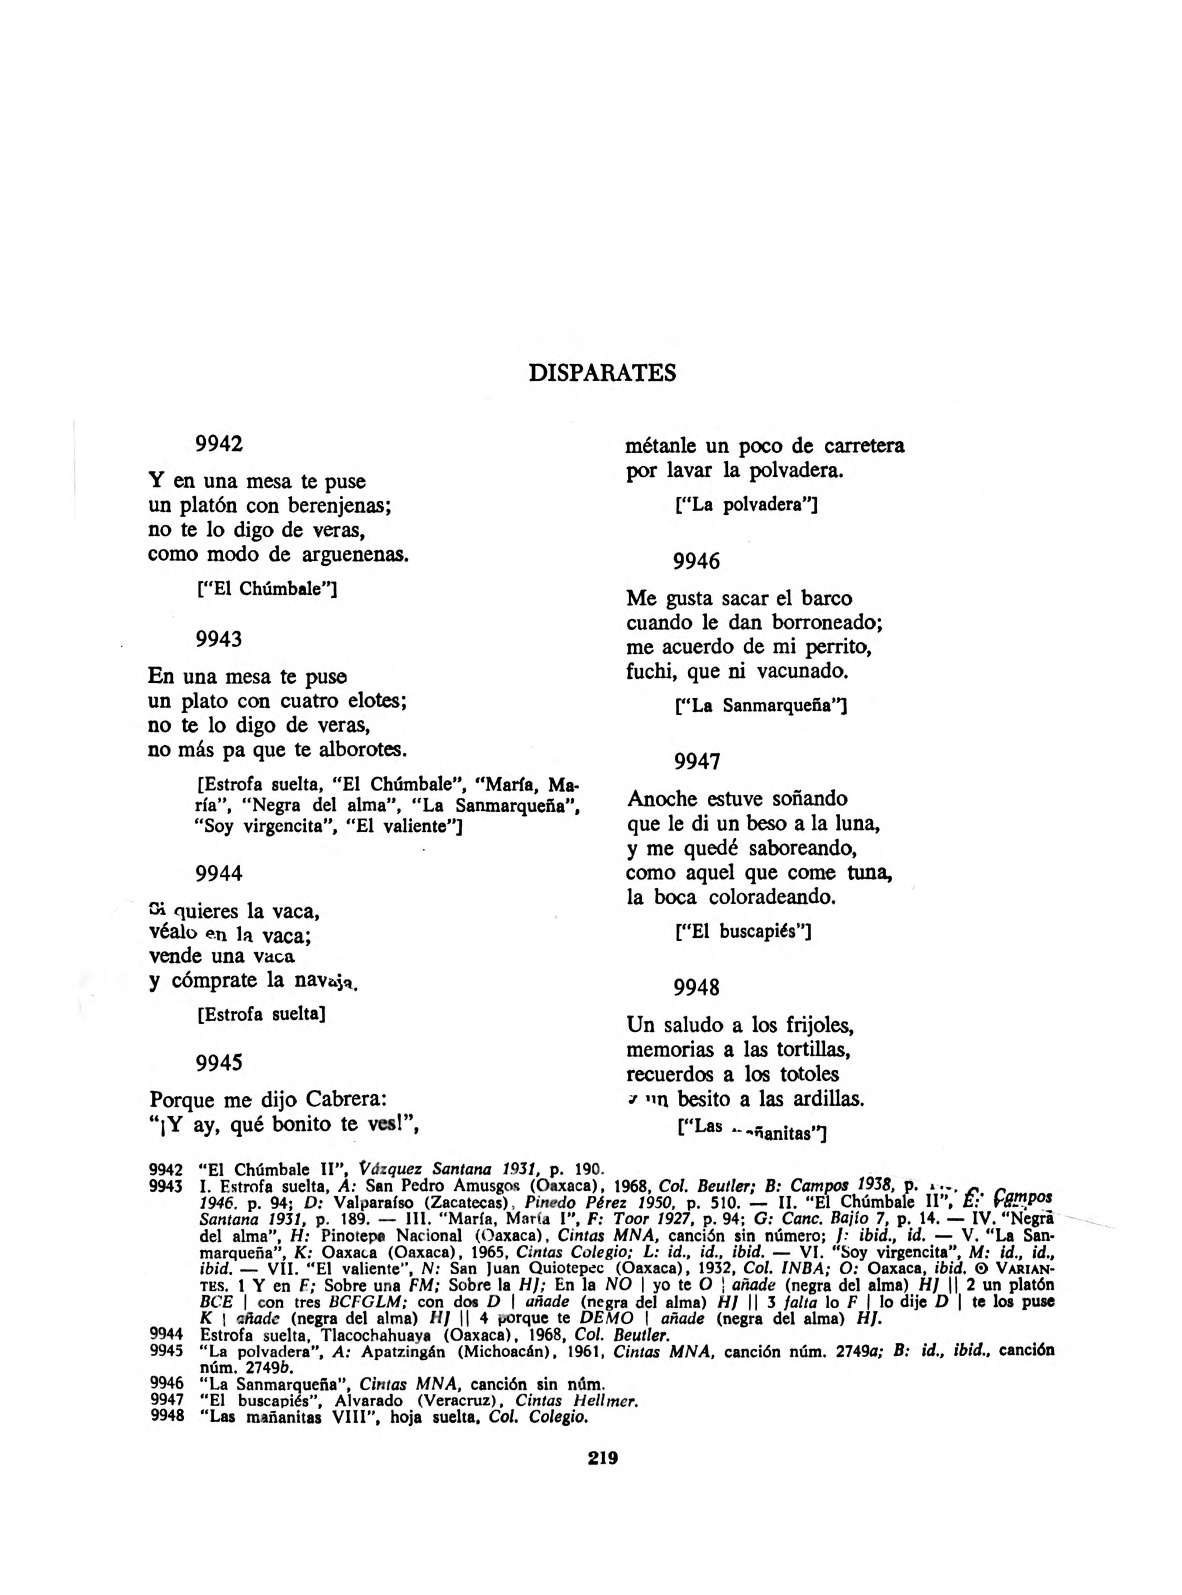 DISPARATES
9942
Y en una mesa te puse
un platón con berenjenas;
no te lo digo de veras,
como modo de arguenenas.
["El Chúmbale"]
9943
En una mesa te puse
un plato con cuatro elotes;
no te lo digo de veras,
no más pa que te alborotes.
[Estrofa suelta, "El Chúmbale", "María, Ma-
ría", "Negra del alma", "La Sanmarqueña",
"Soy virgencita", "El valiente"]
9944
Si quieres la vaca,
véalo en la vaca;
vende una vaca
y cómprate la navaja.
[Estrofa suelta]
9945
Porque me dijo Cabrera:
"¡Y ay, qué bonito te ves!",
métanle un poco de carretera
por lavar la polvadera.
["La polvadera"]
9946
Me gusta sacar el barco
cuando le dan borroneado;
me acuerdo de mi perrito,
fuchi, que ni vacunado.
["La Sanmarqueña"]
9947
Anoche estuve soñando
que le di un beso a la luna,
y me quedé saboreando,
como aquel que come tuna,
la boca coloradeando.
["El buscapiés"]
9948
Un saludo a los frijoles,
memorias a las tortillas,
recuerdos a los totoles
y un besito a las ardillas.
["Las mañanitas"]
9942 "El Chúmbale II", Vázquez Santana 1931, p. 190.
9943 I. Estrofa suelta, A: San Pedro Amusgos (Oaxaca), 1968, Col. Beutler; B: Campos 1938, p.
1946. p. 94; D: Valparaíso (Zacatecas), Pinedo Pérez 1950, p. 510. — II. "El Chúmbale II", E: Campos
Santana 1931, p. 189. — III. "María, María I", F: Toor 1927, p. 94; G: Canc. Bajío 7, p. 14. — IV. "Negra
del alma", H: Pinotepa Nacional (Oaxaca), Cintas MNA, canción sin número; J: ibid., id. — V. "La San-
marqueña", K: Oaxaca (Oaxaca), 1965, Cintas Colegio; L: id., id., ibid. — VI. "Soy virgencita", M: id., id.,
ibid. — VII. "El valiente", N: San Juan Quiotepec (Oaxaca), 1932, Col. INBA; O: Oaxaca, ibid. ⊙ VARIAN-
TES. 1 Y en F; Sobre una FM; Sobre la HJ; En la NO | yo te O | añade (negra del alma) HJ || 2 un platón
BCE | con tres BCFGLM; con dos D | añade (negra del alma) HJ || 3 falta lo F | lo dije D | te los puse
K | añade (negra del alma) HJ || 4 porque te DEMO | añade (negra del alma) HJ.
9944 Estrofa suelta, Tlacochahuaya (Oaxaca), 1968, Col. Beutler.
9945 "La polvadera", A: Apatzingán (Michoacán), 1961, Cintas MNA, canción núm. 2749a; B: id., ibid., canción
núm. 2749b.
9946 "La Sanmarqueña", Cintas MNA, canción sin núm.
9947 "El buscapiés", Alvarado (Veracruz), Cintas Hellmer.
9948 "Las mañanitas VIII", hoja suelta, Col. Colegio.
219